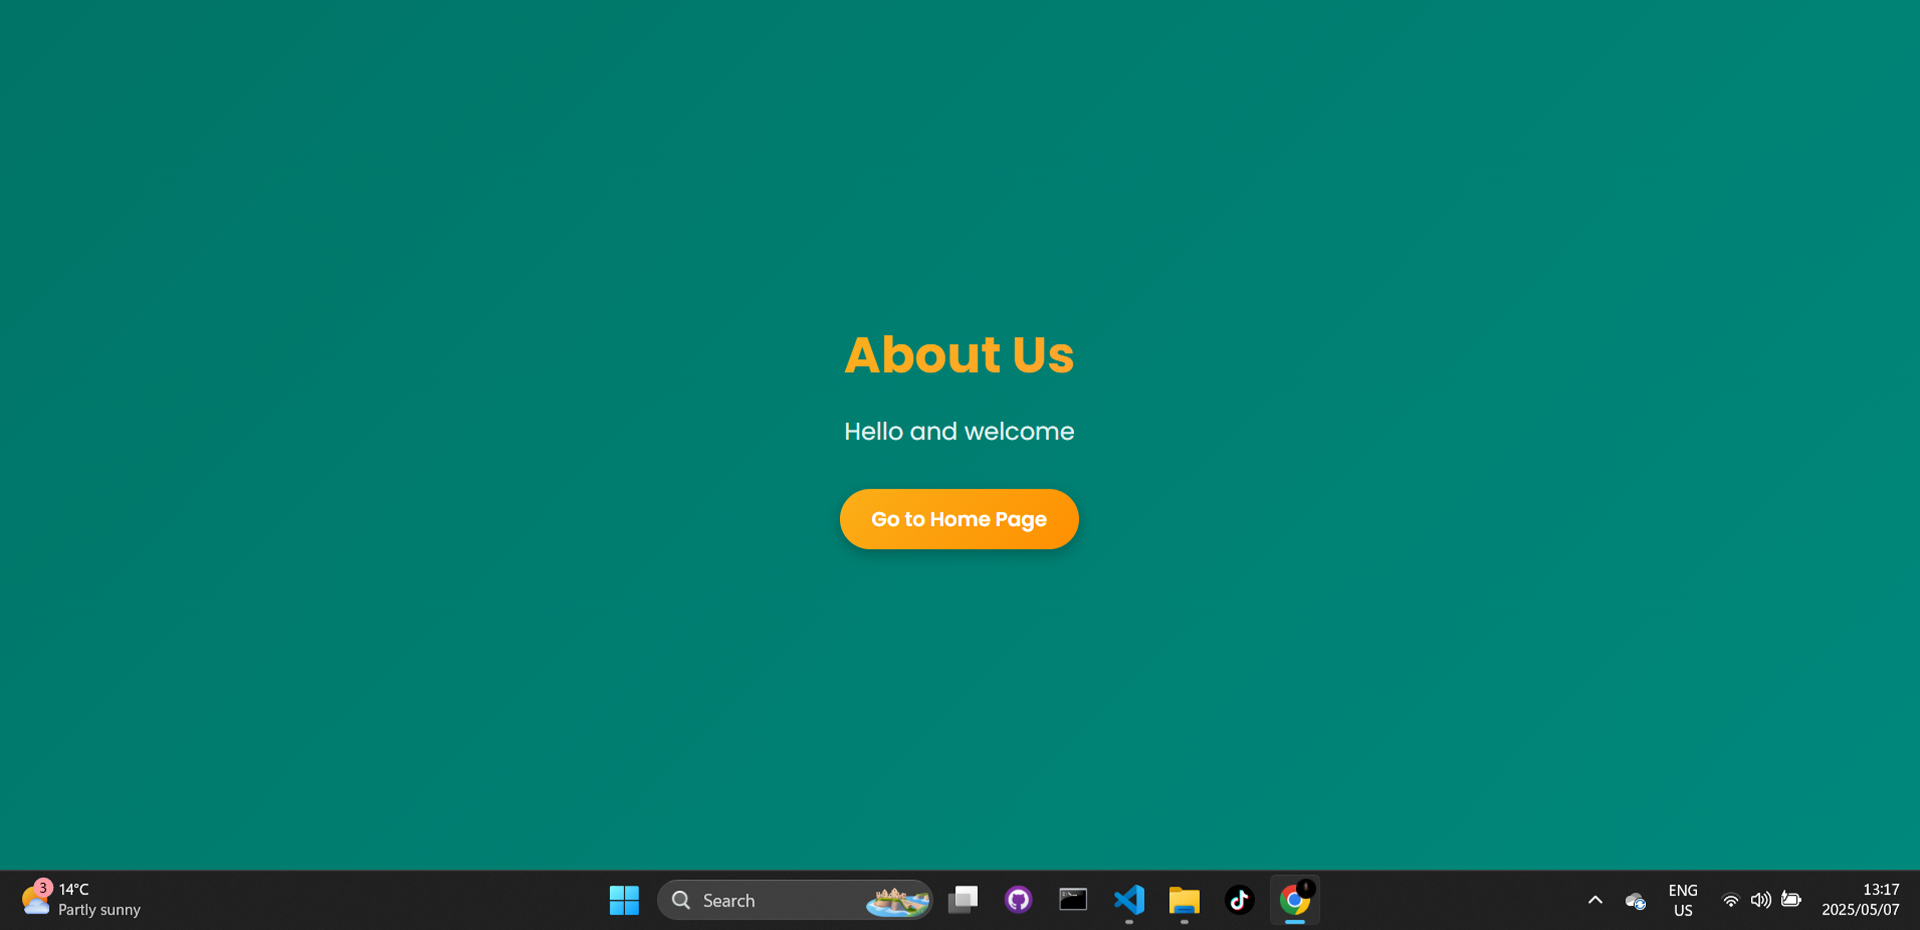 About Us
Hello and welcome
Go to Home Page
3
14°C
Partly sunny
Search
ENG
US
13:17
2025/05/07